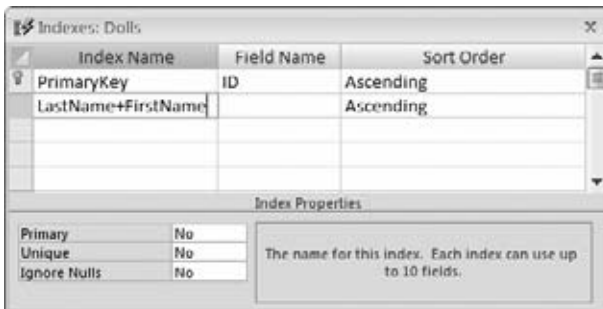 Indexes: Dolls
Index Name Field Name Sort Order
PrimaryKey ID Ascending
LastName+FirstName Ascending
Index Properties
Primary No
Unique No
Ignore Nulls No
The name for this index. Each index can use up
to 10 fields.